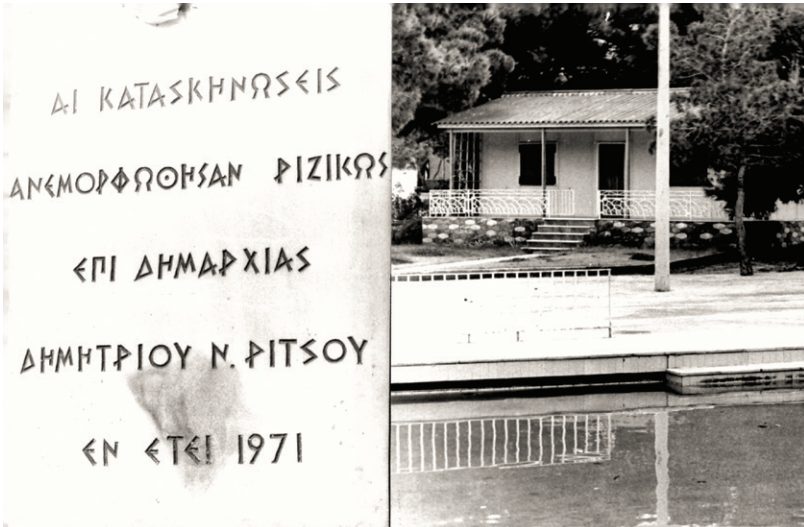 ΑΙ ΚΑΤΑΣΚΗΝΩΣΕΙΣ
ΑΝΕΜΟΡΦΩΘΗΣΑΝ ΡΙΖΙΚΩΣ
ΕΠΙ ΔΗΜΑΡΧΙΑΣ
ΔΗΜΗΤΡΙΟΥ Ν. ΡΙΤΣΟΥ
ΕΝ ΕΤΕΙ 1971